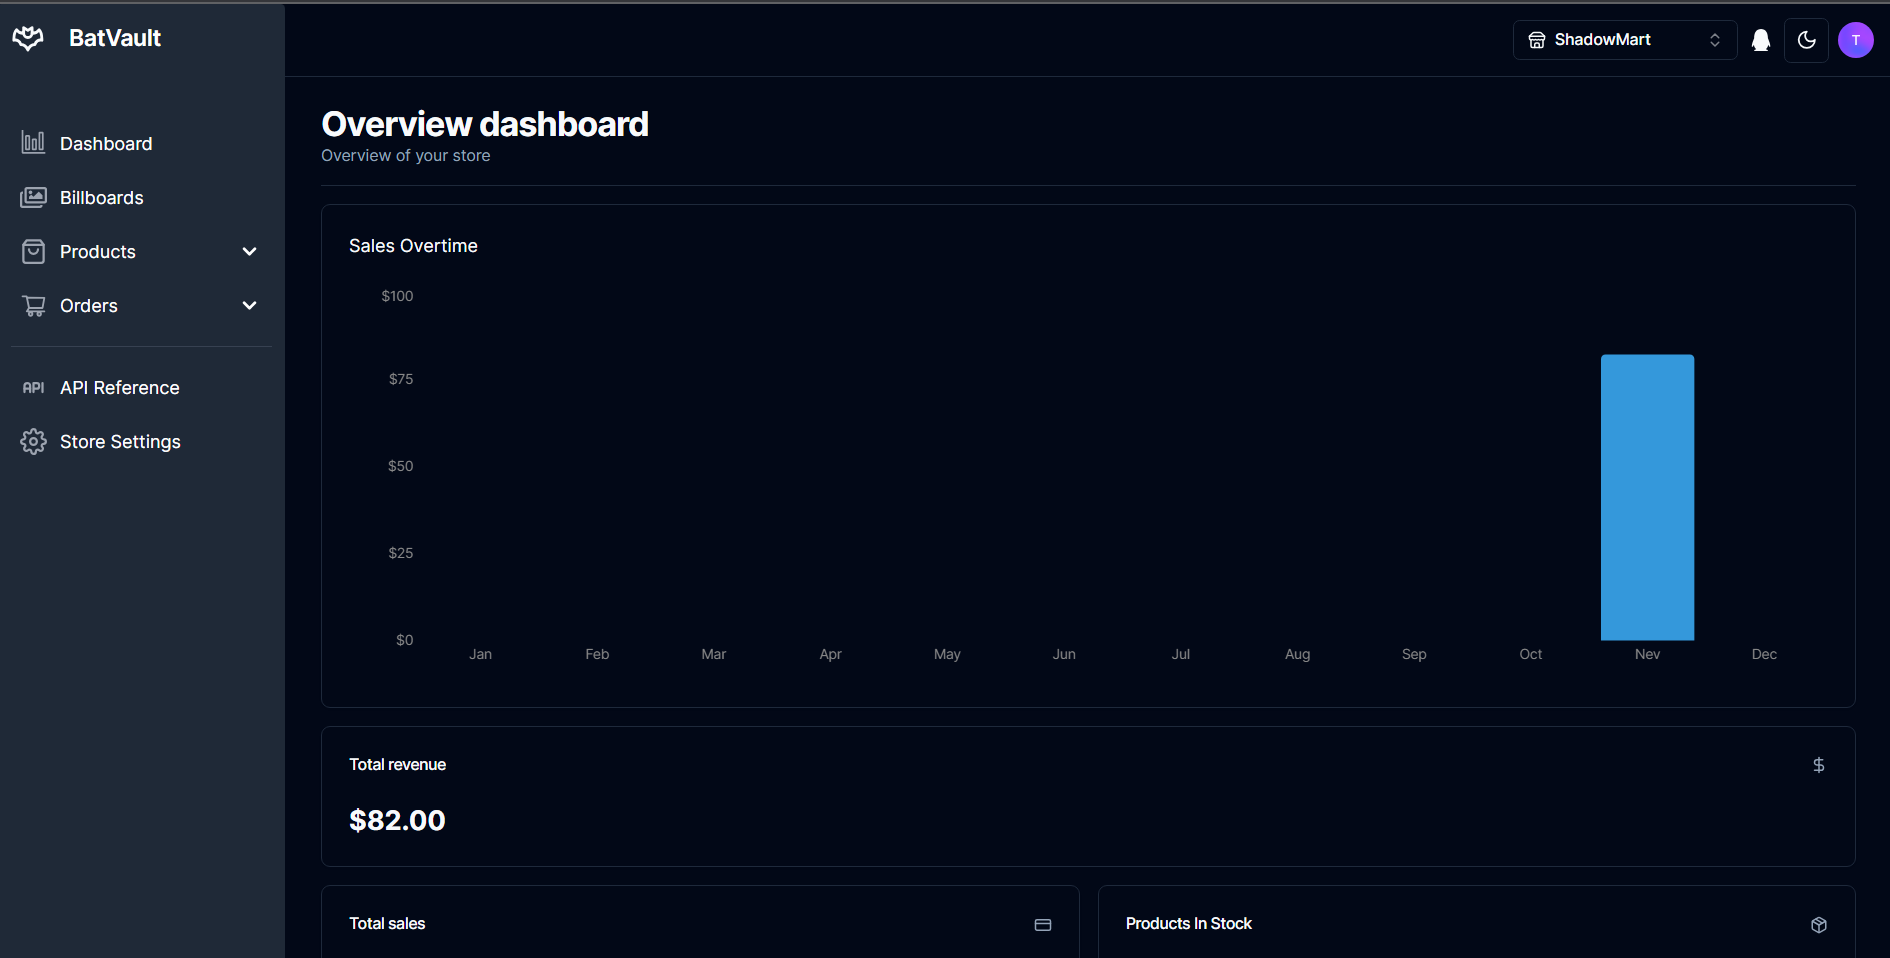 BatVault
ShadowMart
T
Dashboard
Billboards
Products
Orders
API API Reference
Store Settings
Overview dashboard
Overview of your store
Sales Overtime
$100
$75
$50
$25
$0
Jan Feb Mar Apr May Jun Jul Aug Sep Oct Nev Dec
Total revenue
$
$82.00
Total sales
Products In Stock